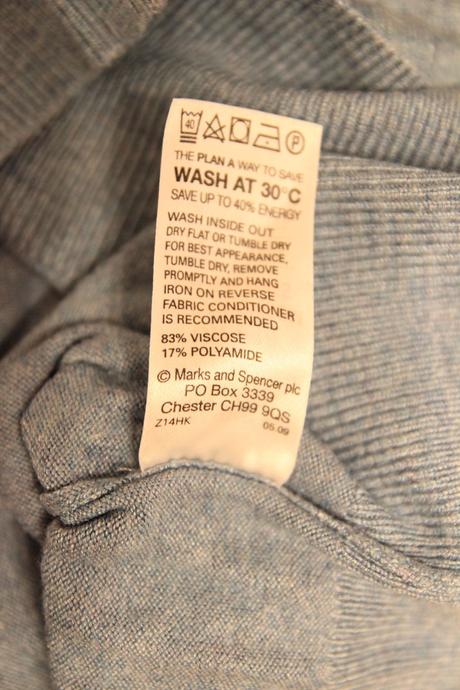 40 P
THE PLAN A WAY TO SAVE
WASH AT 30°C
SAVE UP TO 40% ENERGY
WASH INSIDE OUT
DRY FLAT OR TUMBLE DRY
FOR BEST APPEARANCE,
TUMBLE DRY, REMOVE
PROMPTLY AND HANG
IRON ON REVERSE
FABRIC CONDITIONER
IS RECOMMENDED
83% VISCOSE
17% POLYAMIDE
© Marks and Spencer plc
PO Box 3339
Chester CH99 9QS
Z14HK 05.09